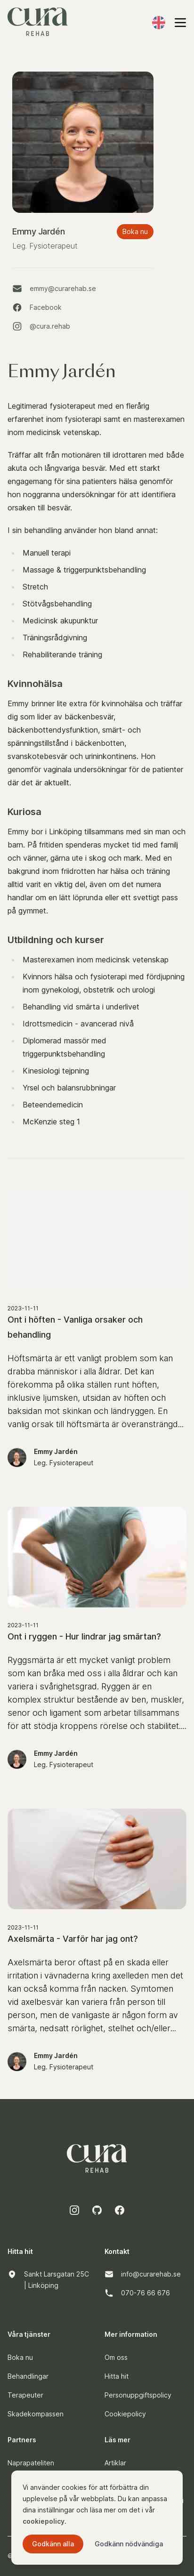 cura
REHAB
Emmy Jardén
Boka nu
Leg. Fysioterapeut
emmy@curarehab.se
Facebook
@cura.rehab
Emmy Jardén
Legitimerad fysioterapeut med en flerårig
erfarenhet inom fysioterapi samt en masterexamen
inom medicinsk vetenskap.
Träffar allt från motionären till idrottaren med både
akuta och långvariga besvär. Med ett starkt
engagemang för sina patienters hälsa genomför
hon noggranna undersökningar för att identifiera
orsaken till besvär.
I sin behandling använder hon bland annat:
Manuell terapi
Massage & triggerpunktsbehandling
Stretch
Stötvågsbehandling
Medicinsk akupunktur
Träningsrådgivning
Rehabiliterande träning
Kvinnohälsa
Emmy brinner lite extra för kvinnohälsa och träffar
dig som lider av bäckenbesvär,
bäckenbottendysfunktion, smärt- och
spänningstillstånd i bäckenbotten,
svanskotebesvär och urininkontinens. Hon
genomför vaginala undersökningar för de patienter
där det är aktuellt.
Kuriosa
Emmy bor i Linköping tillsammans med sin man och
barn. På fritiden spenderas mycket tid med familj
och vänner, gärna ute i skog och mark. Med en
bakgrund inom fridrotten har hälsa och träning
alltid varit en viktig del, även om det numera
handlar om en lätt löprunda eller ett svettigt pass
på gymet.
Utbildning och kurser
Masterexamen inom medicinsk vetenskap
Kvinnors hälsa och fysioterapi med fördjupning
inom gynekologi, obstetrik och urologi
Behandling vid smärta i underlivet
Idrottsmedicin - avancerad nivå
Diplomerad massör med
triggerpunktsbehandling
Kinesiologi tejpning
Yrsel och balansrubbningar
Beteendemedicin
McKenzie steg 1
2023-11-11
Ont i höften - Vanliga orsaker och
behandling
Höftsmärta är ett vanligt problem som kan
drabba människor i alla åldrar. Det kan
förekomma på olika ställen runt höften,
inklusive ljumsken, utsidan av höften och
baksidan mot skinkan och ländryggen. En
vanlig orsak till höftsmärta är överansträngd...
Emmy Jardén
Leg. Fysioterapeut
2023-11-11
Ont i ryggen - Hur lindrar jag smärtan?
Ryggsmärta är ett mycket vanligt problem
som kan bråka med oss i alla åldrar och kan
variera i svårighetsgrad. Ryggen är en
komplex struktur bestående av ben, muskler,
senor och ligament som arbetar tillsammans
för att stödja kroppens rörelse och stabilitet....
Emmy Jardén
Leg. Fysioterapeut
2023-11-11
Axelsmärta - Varför har jag ont?
Axelsmärta beror oftast på en skada eller
irritation i vävnaderna kring axelleden men det
kan också komma från nacken. Symtomen
vid axelbesvär kan variera från person till
person, men de vanligaste är någon form av
smärta, nedsatt rörlighet, stelhet och/eller...
Emmy Jardén
Leg. Fysioterapeut
cura
REHAB
Hitta hit
Sankt Larsgatan 25C
| Linköping
Kontakt
info@curarehab.se
070-76 66 676
Våra tjänster
Boka nu
Behandlingar
Terapeuter
Skadekompassen
Mer information
Om oss
Hitta hit
Personuppgiftspolicy
Cookiepolicy
Partners
Naprapateliten
Läs mer
Artiklar
Vi använder cookies för att förbättra din
upplevelse på vår webbplats. Du kan anpassa
inställningar och läsa mer om det i vår
cookiepolicy.
Godkänn alla
Godkänn nödvändiga